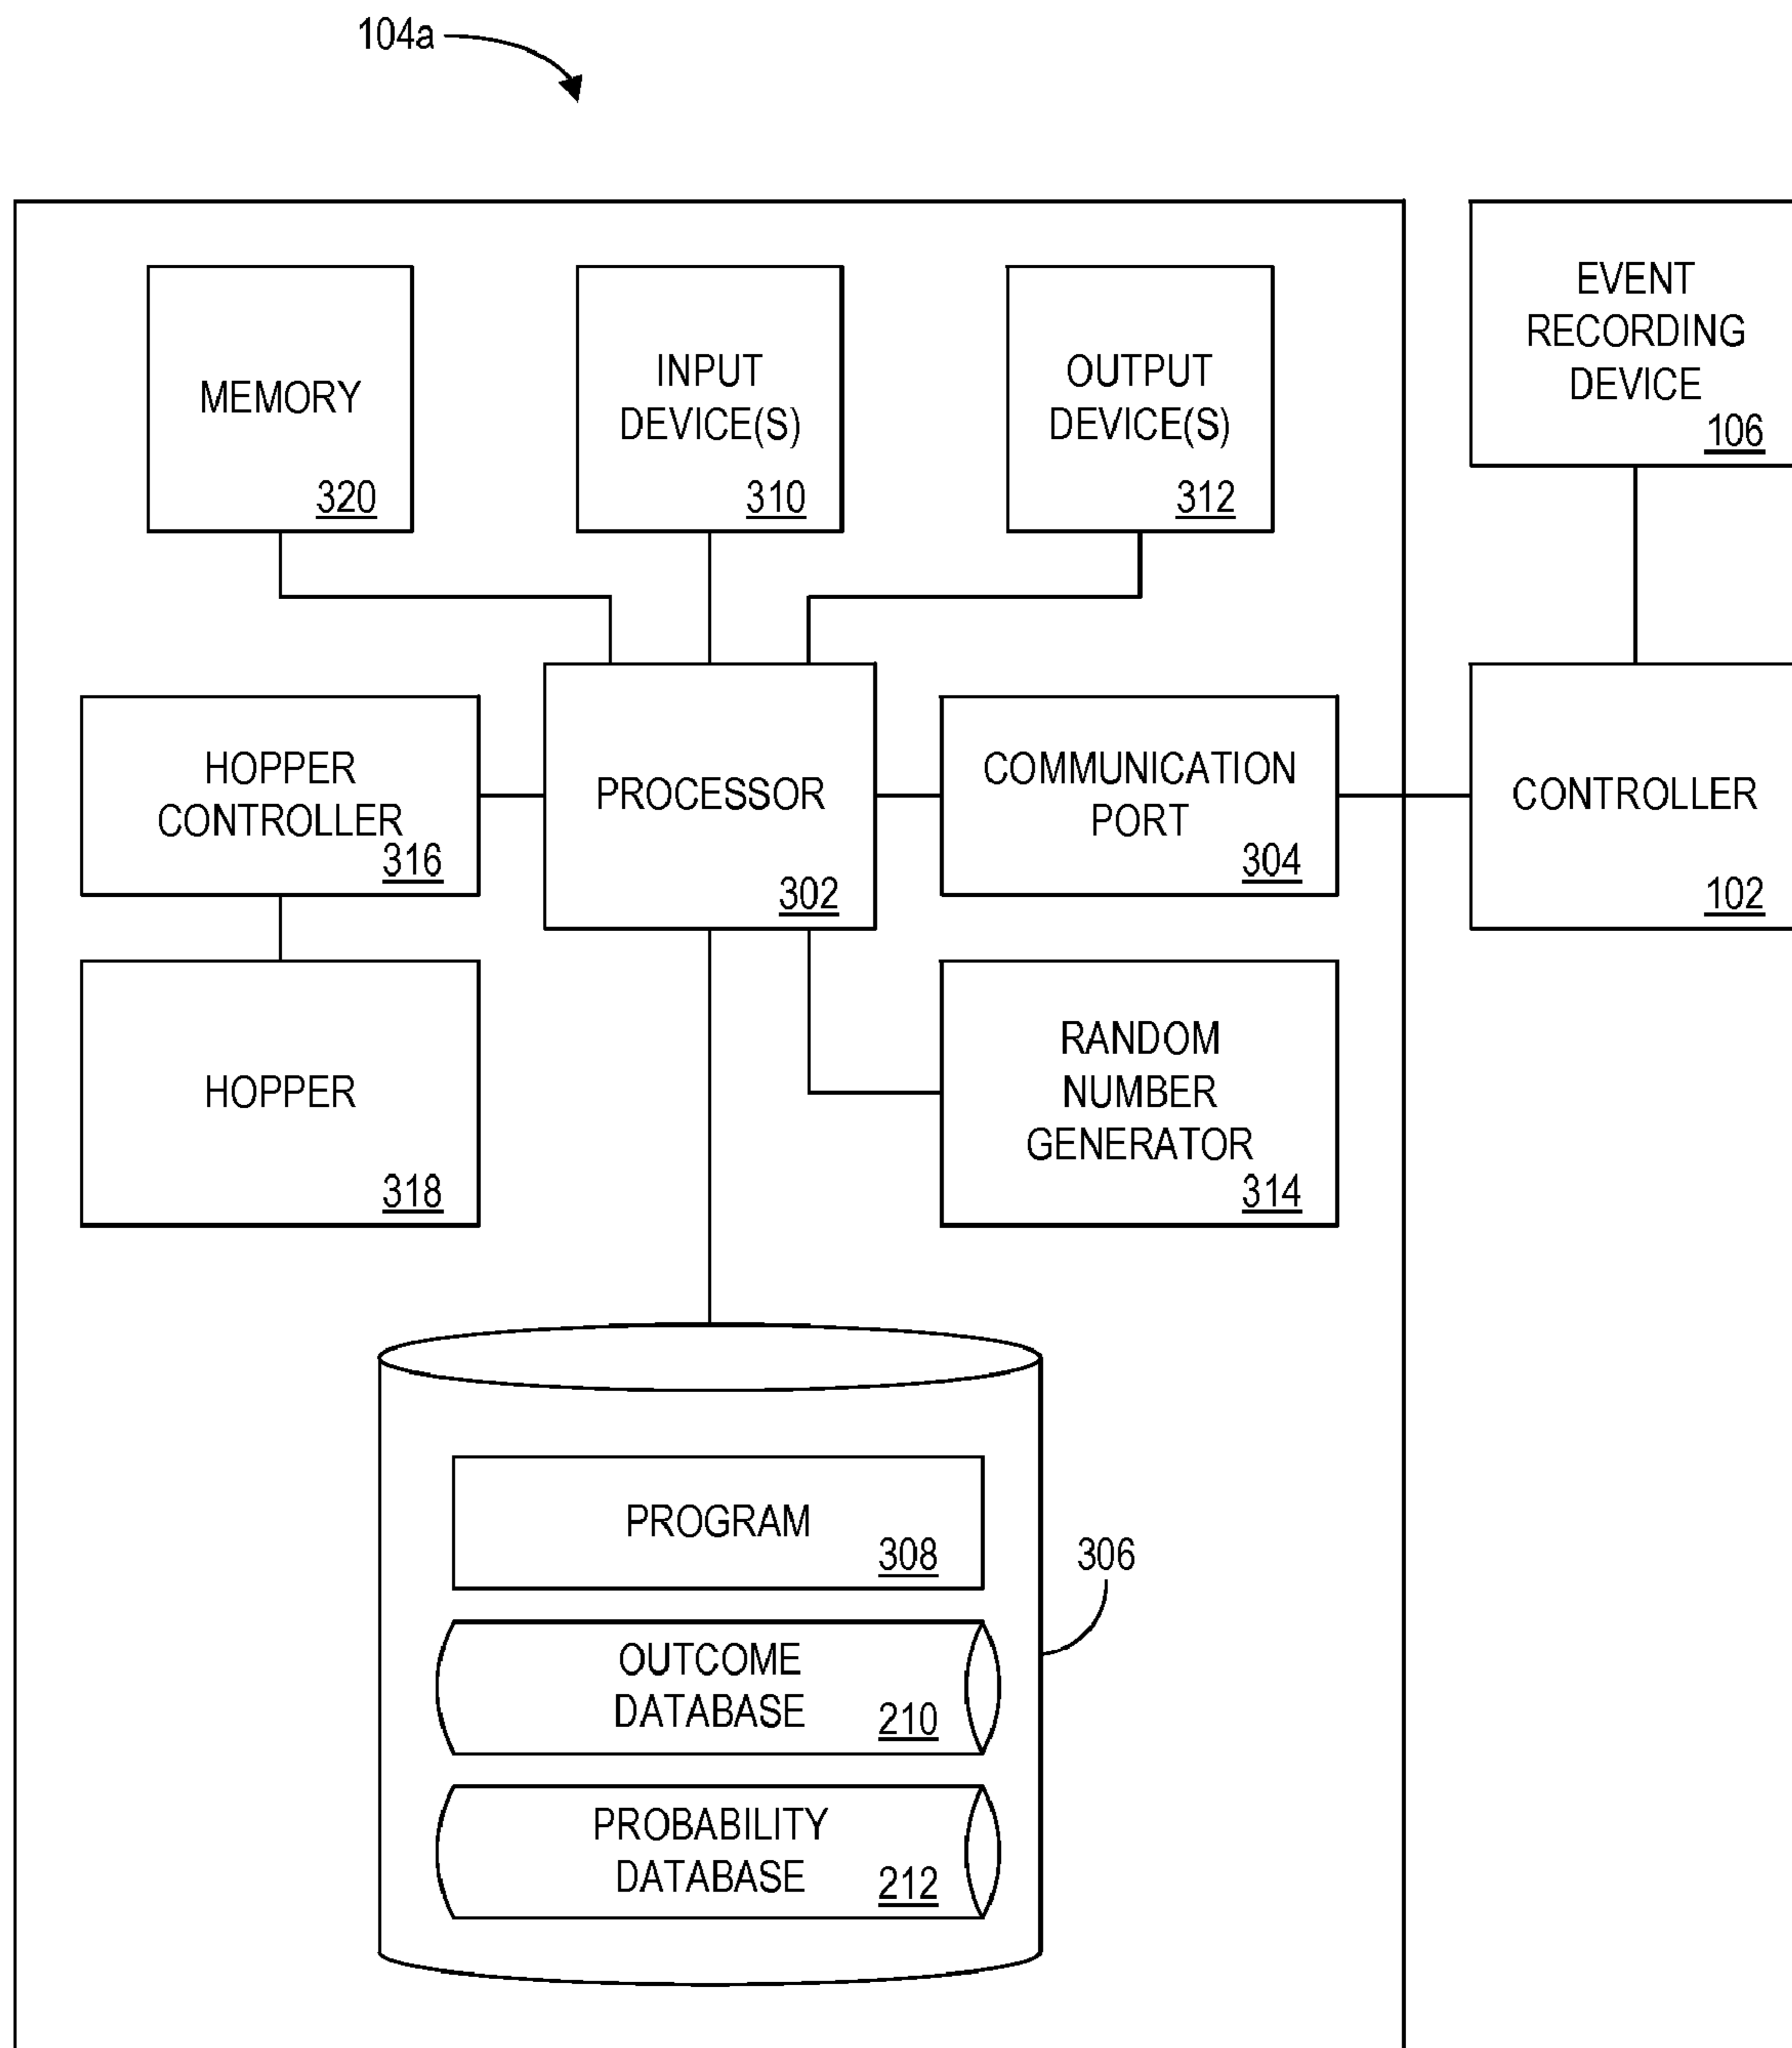 104a
MEMORY
320
INPUT
DEVICE(S)
310
OUTPUT
DEVICE(S)
312
EVENT
RECORDING
DEVICE
106
HOPPER
CONTROLLER
316
PROCESSOR
302
COMMUNICATION
PORT
304
CONTROLLER
102
HOPPER
318
RANDOM
NUMBER
GENERATOR
314
PROGRAM
308
306
OUTCOME
DATABASE
210
PROBABILITY
DATABASE
212